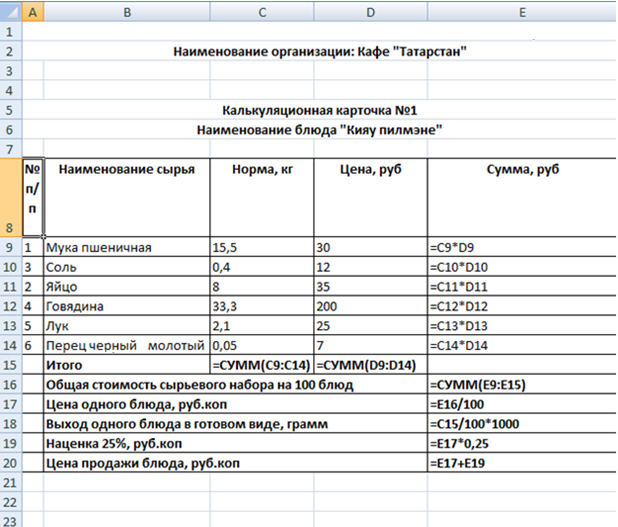 A B C D E
1
2 Наименование организации: Кафе "Татарстан"
3
4
5 Калькуляционная карточка №1
6 Наименование блюда "Кияу пилмэне"
7
№ п/п Наименование сырья Норма, кг Цена, руб Сумма, руб
8
9 1 Мука пшеничная 15,5 30 =C9*D9
10 3 Соль 0,4 12 =C10*D10
11 2 Яйцо 8 35 =C11*D11
12 4 Говядина 33,3 200 =C12*D12
13 5 Лук 2,1 25 =C13*D13
14 6 Перец черный молотый 0,05 7 =C14*D14
15 Итого =СУММ(C9:C14) =СУММ(D9:D14)
16 Общая стоимость сырьевого набора на 100 блюд =СУММ(E9:E15)
17 Цена одного блюда, руб.коп =E16/100
18 Выход одного блюда в готовом виде, грамм =C15/100*1000
19 Наценка 25%, руб.коп =E17*0,25
20 Цена продажи блюда, руб.коп =E17+E19
21
22
23